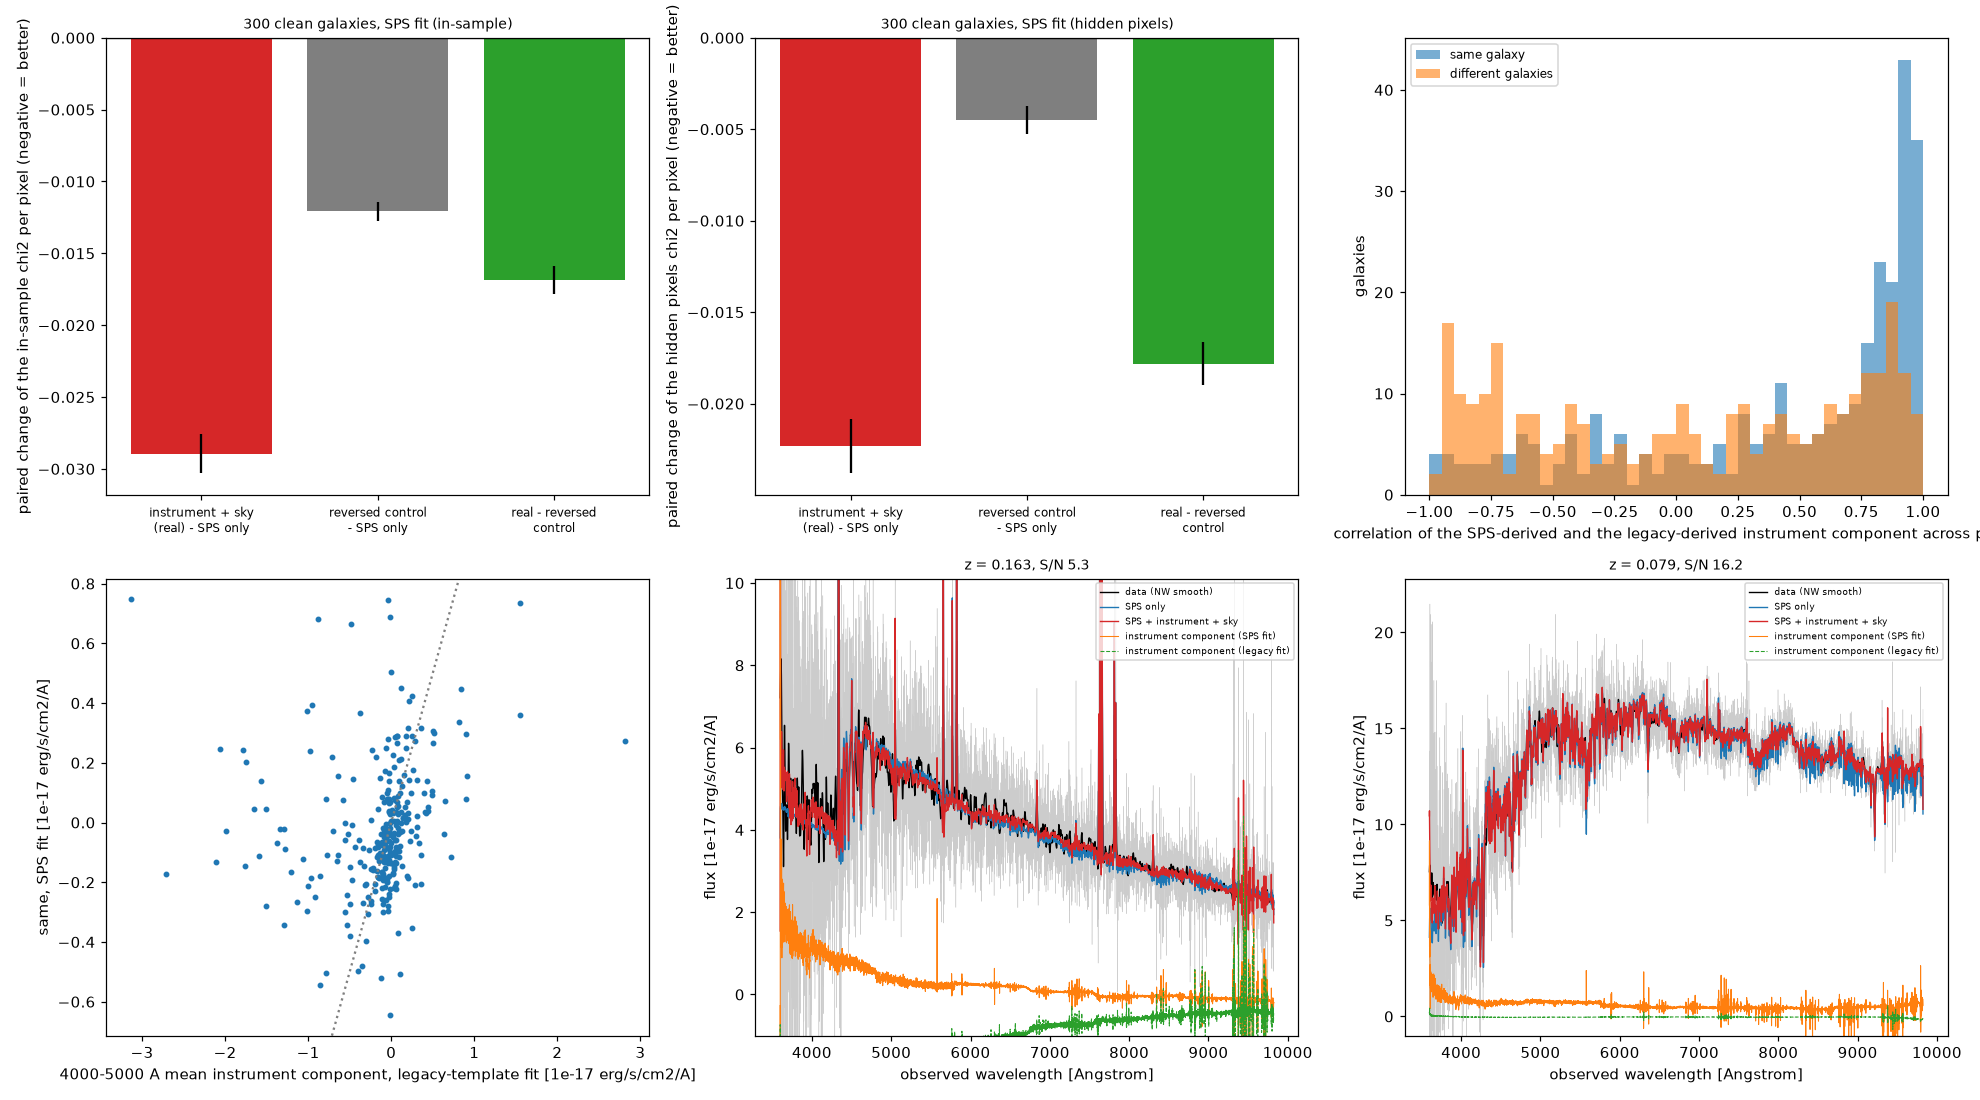 300 clean galaxies, SPS fit (in-sample)
paired change of the in-sample chi2 per pixel (negative = better)
0.000
−0.005
−0.010
−0.015
−0.020
−0.025
−0.030
instrument + sky
(real) - SPS only
reversed control
- SPS only
real - reversed
control
300 clean galaxies, SPS fit (hidden pixels)
paired change of the hidden pixels chi2 per pixel (negative = better)
0.000
−0.005
−0.010
−0.015
−0.020
instrument + sky
(real) - SPS only
reversed control
- SPS only
real - reversed
control
same galaxy
different galaxies
galaxies
40
30
20
10
0
−1.00 −0.75 −0.50 −0.25 0.00 0.25 0.50 0.75 1.00
correlation of the SPS-derived and the legacy-derived instrument component across p
same, SPS fit [1e-17 erg/s/cm2/A]
0.8
0.6
0.4
0.2
0.0
−0.2
−0.4
−0.6
−3 −2 −1 0 1 2 3
4000-5000 A mean instrument component, legacy-template fit [1e-17 erg/s/cm2/A]
z = 0.163, S/N 5.3
data (NW smooth)
SPS only
SPS + instrument + sky
instrument component (SPS fit)
instrument component (legacy fit)
flux [1e-17 erg/s/cm2/A]
10
8
6
4
2
0
4000 5000 6000 7000 8000 9000 10000
observed wavelength [Angstrom]
z = 0.079, S/N 16.2
data (NW smooth)
SPS only
SPS + instrument + sky
instrument component (SPS fit)
instrument component (legacy fit)
flux [1e-17 erg/s/cm2/A]
20
15
10
5
0
4000 5000 6000 7000 8000 9000 10000
observed wavelength [Angstrom]